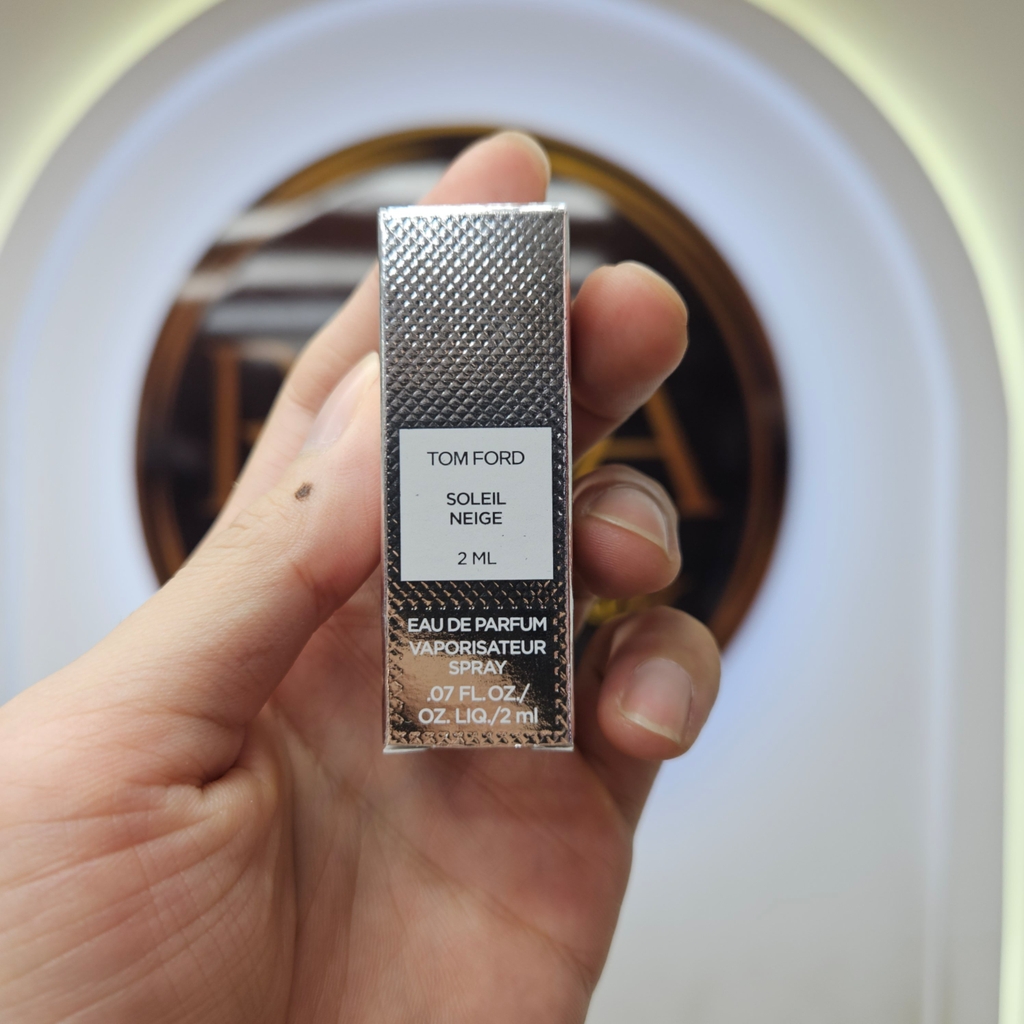 TOM FORD
SOLEIL
NEIGE
2 ML
EAU DE PARFUM
VAPORISATEUR
SPRAY
.07 FL. OZ./
OZ. LIQ./2 ml